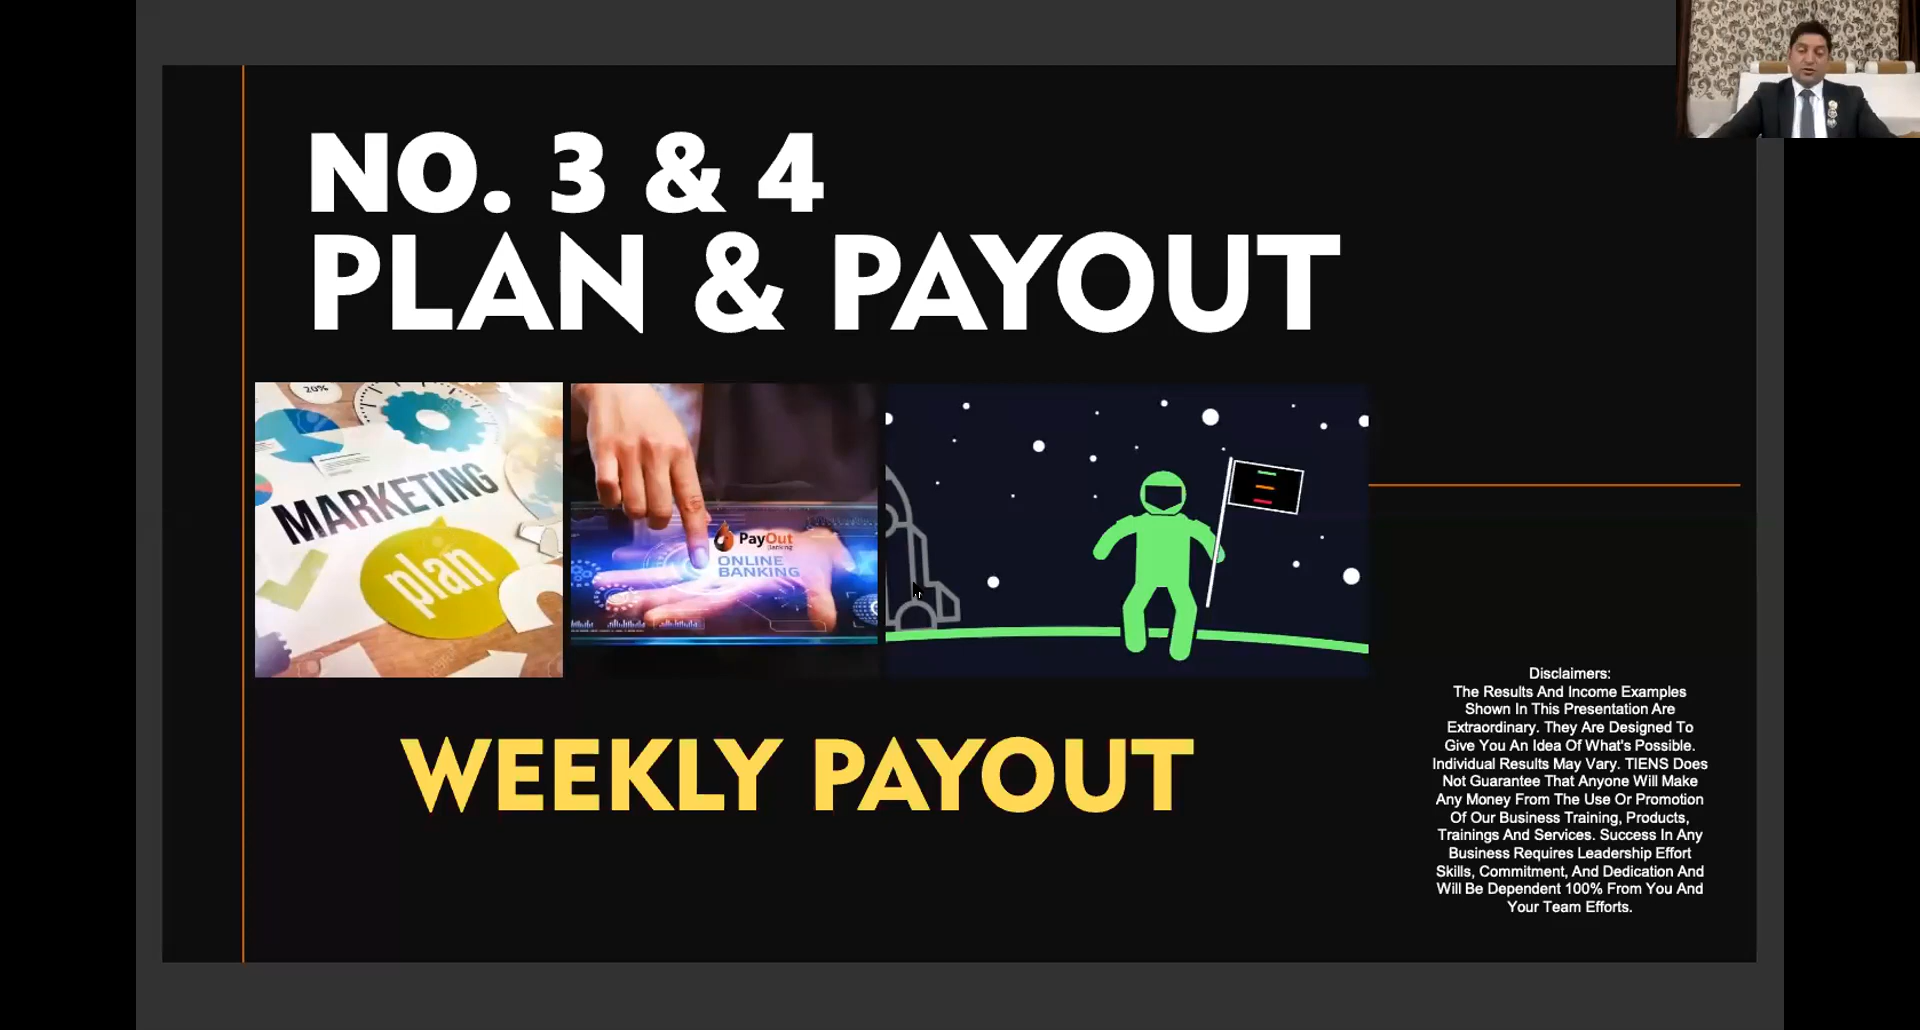 NO. 3 & 4
PLAN & PAYOUT
20%
MARKETING
plan
PayOut
Banking
ONLINE
BANKING
WEEKLY PAYOUT
Disclaimers:
The Results And Income Examples
Shown In This Presentation Are
Extraordinary. They Are Designed To
Give You An Idea Of What's Possible.
Individual Results May Vary. TIENS Does
Not Guarantee That Anyone Will Make
Any Money From The Use Or Promotion
Of Our Business Training, Products,
Trainings And Services. Success In Any
Business Requires Leadership Effort
Skills, Commitment, And Dedication And
Will Be Dependent 100% From You And
Your Team Efforts.